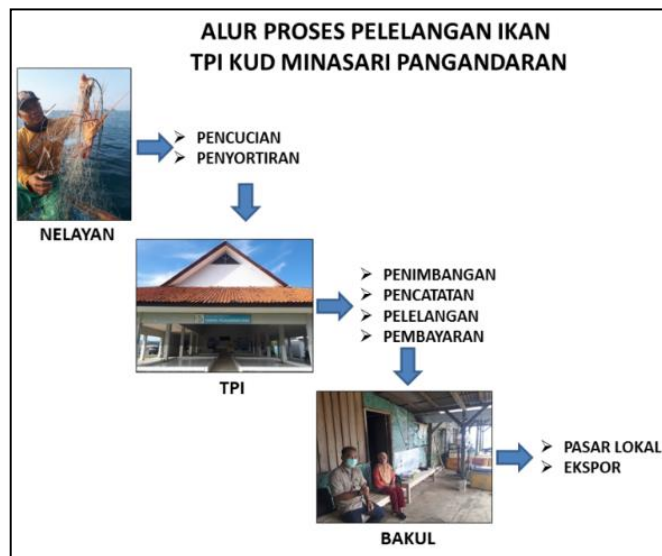 ALUR PROSES PELELANGAN IKAN
TPI KUD MINASARI PANGANDARAN
PENCUCIAN
PENYORTIRAN
NELAYAN
PENIMBANGAN
PENCATATAN
PELELANGAN
PEMBAYARAN
TPI
PASAR LOKAL
EKSPOR
BAKUL